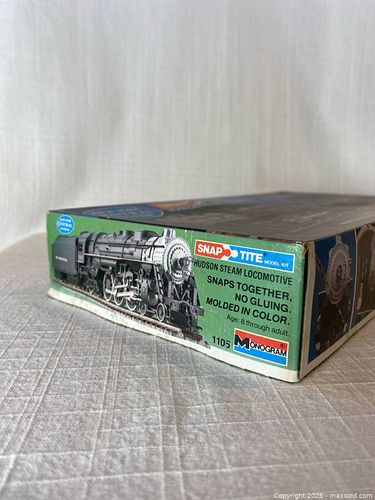 CENTRAL
SNAP TITE MODEL KIT
HUDSON STEAM LOCOMOTIVE
SNAPS TOGETHER,
NO GLUING.
MOLDED IN COLOR.
Age: 8 through adult.
1105
MONOGRAM
Copyright © 2025 - maxsold.com